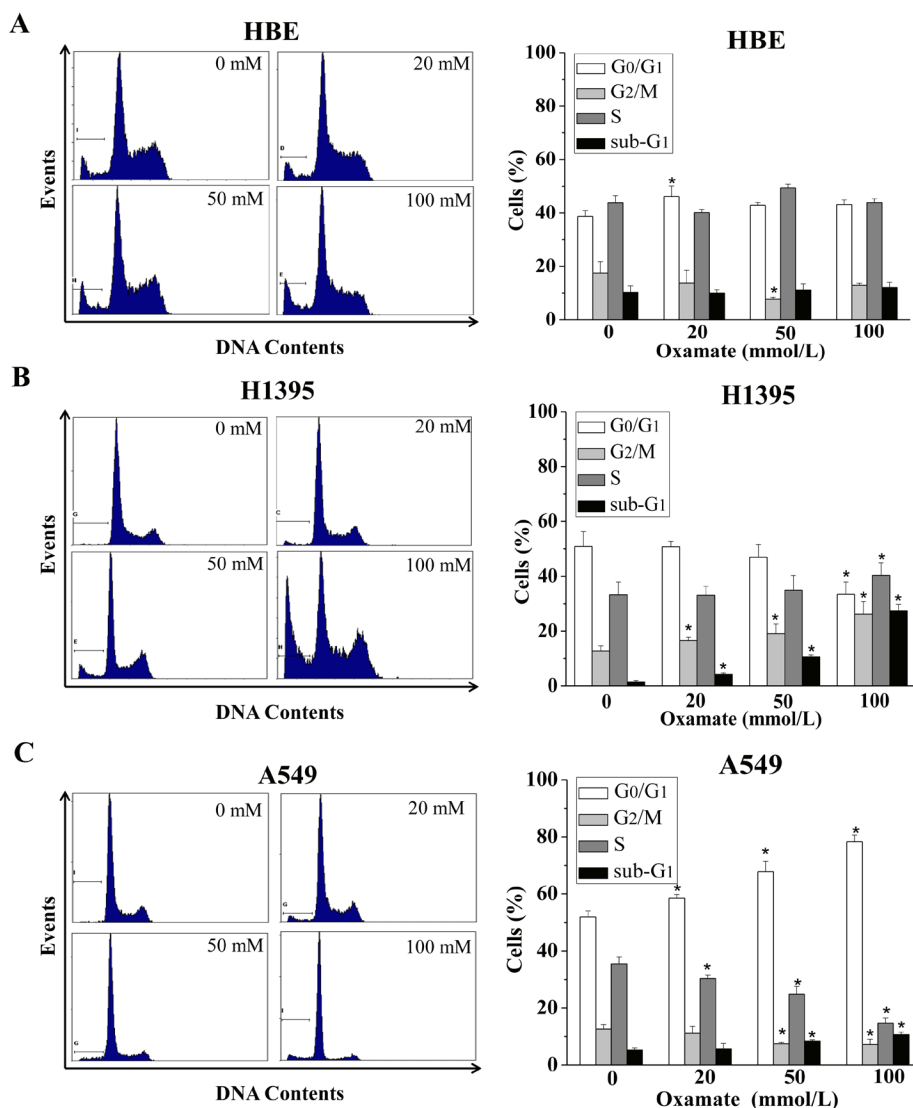 A
HBE
0 mM
20 mM
50 mM
100 mM
I
D
H
E
Events
DNA Contents
HBE
100
80
60
40
20
0
Cells (%)
G0/G1
G2/M
S
sub-G1
*
*
0 20 50 100
Oxamate (mmol/L)
B
H1395
0 mM
20 mM
50 mM
100 mM
G
C
E
H
Events
DNA Contents
H1395
100
80
60
40
20
0
Cells (%)
G0/G1
G2/M
S
sub-G1
* *
* *
* * * *
0 20 50 100
Oxamate (mmol/L)
C
A549
0 mM
20 mM
50 mM
100 mM
I
G
G
I
Events
DNA Contents
A549
100
80
60
40
20
0
Cells (%)
G0/G1
G2/M
S
sub-G1
* *
* * * *
* * * *
0 20 50 100
Oxamate (mmol/L)